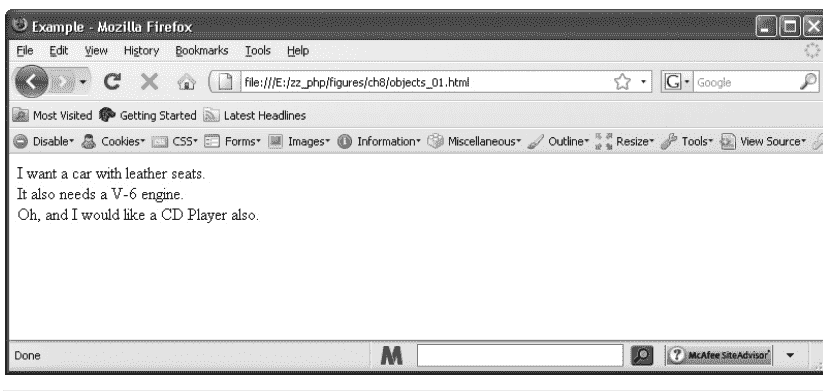 Example - Mozilla Firefox
File Edit View History Bookmarks Tools Help
file:///E:/zz_php/figures/ch8/objects_01.html G Google
Most Visited Getting Started Latest Headlines
Disable Cookies CSS Forms Images Information Miscellaneous Outline Resize Tools View Source
I want a car with leather seats.
It also needs a V-6 engine.
Oh, and I would like a CD Player also.
Done M McAfee SiteAdvisor